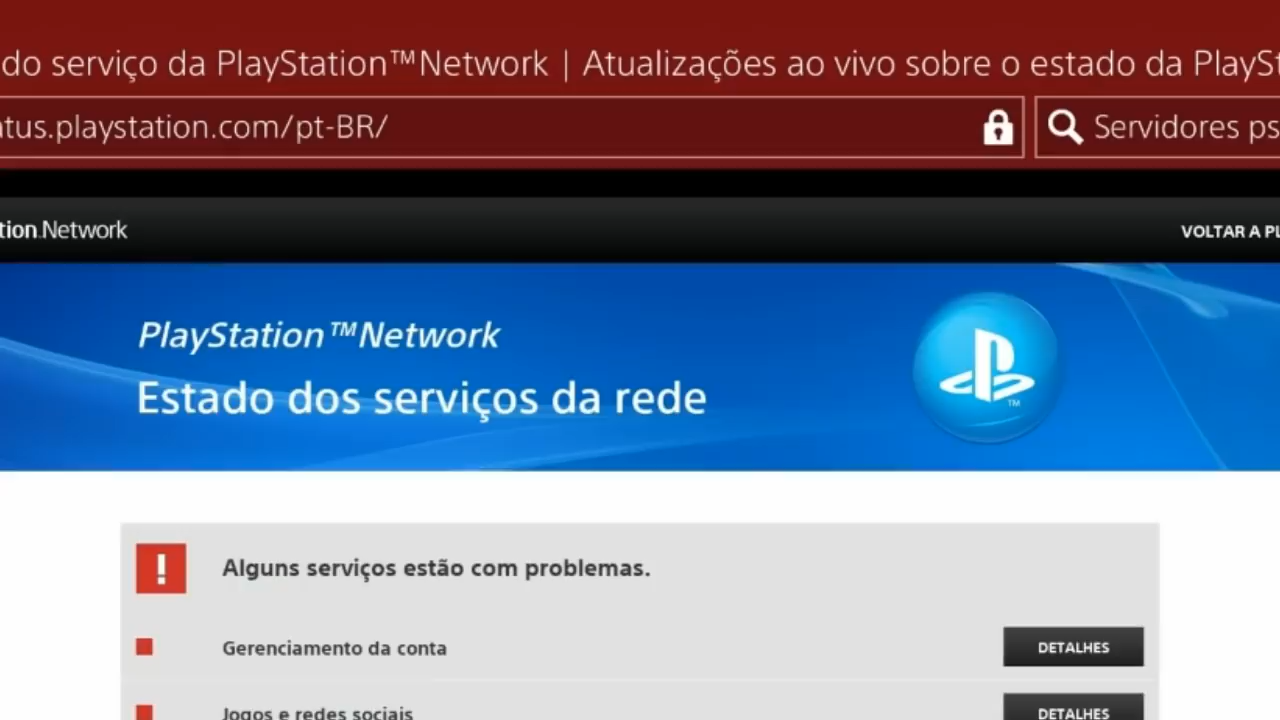 do serviço da PlayStation™Network | Atualizações ao vivo sobre o estado da PlaySt
atus.playstation.com/pt-BR/
Servidores ps
tion.Network
VOLTAR A PL
PlayStation™Network
Estado dos serviços da rede
TM
Alguns serviços estão com problemas.
Gerenciamento da conta
DETALHES
Jogos e redes sociais
DETALHES